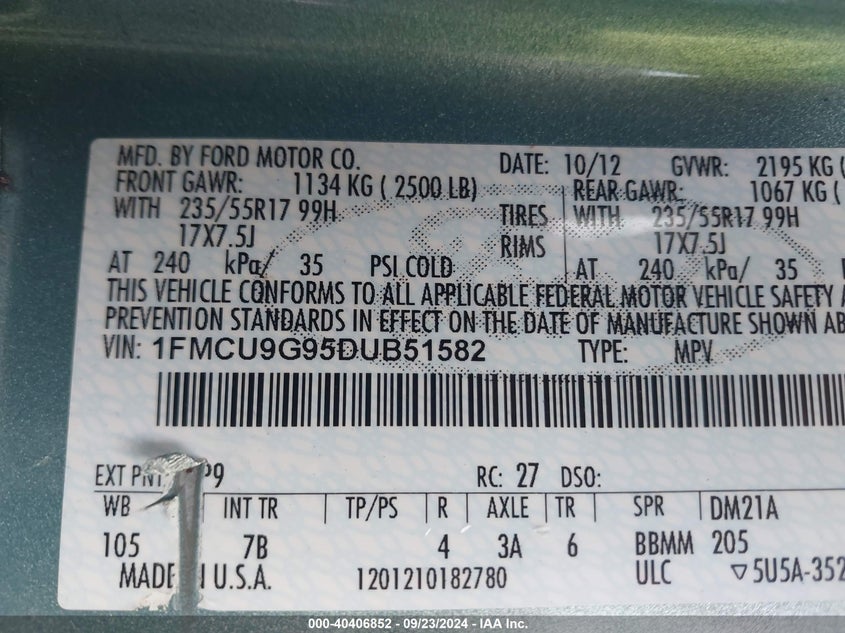 MFD. BY FORD MOTOR CO. DATE: 10/12 GVWR: 2195 KG (
FRONT GAWR: 1134 KG ( 2500 LB) REAR GAWR: 1067 KG (
WITH 235/55R17 99H TIRES WITH 235/55R17 99H
17X7.5J RIMS 17X7.5J
AT 240 kPa/ 35 PSI COLD AT 240 kPa/ 35
THIS VEHICLE CONFORMS TO ALL APPLICABLE FEDERAL MOTOR VEHICLE SAFETY A
PREVENTION STANDARDS IN EFFECT ON THE DATE OF MANUFACTURE SHOWN AB
VIN: 1FMCU9G95DUB51582 TYPE: MPV
EXT PNT P9 RC: 27 DSO:
WB INT TR TP/PS R AXLE TR SPR DM21A
105 7B 4 3A 6 BBMM 205
MADE IN U.S.A. 1201210182780 ULC ▽5U5A-352
000-40406852 - 09/23/2024 - IAA Inc.